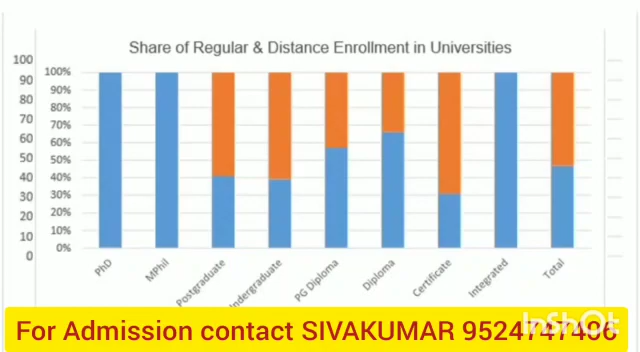 Share of Regular & Distance Enrollment in Universities
100
90
80
70
60
50
40
30
20
10
0
100%
90%
80%
70%
60%
50%
40%
30%
20%
10%
0%
PhD
MPhil
Postgraduate
ndergraduate
PG Diploma
Diploma
Certificate
Integrated
Total
InShOt
For Admission contact SIVAKUMAR 9524747406